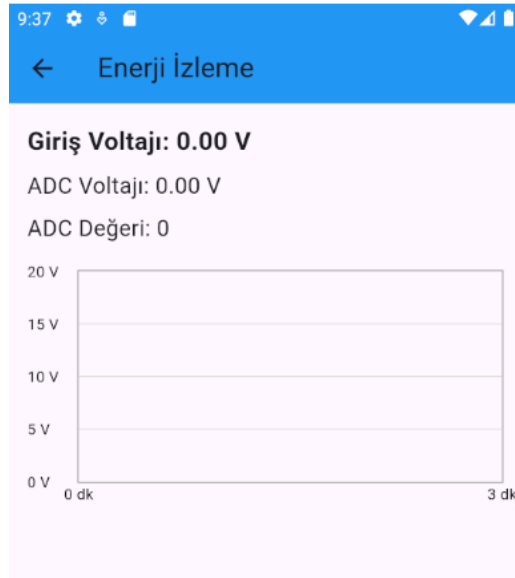 9:37
Enerji İzleme
Giriş Voltajı: 0.00 V
ADC Voltajı: 0.00 V
ADC Değeri: 0
20 V
15 V
10 V
5 V
0 V
0 dk 3 dk